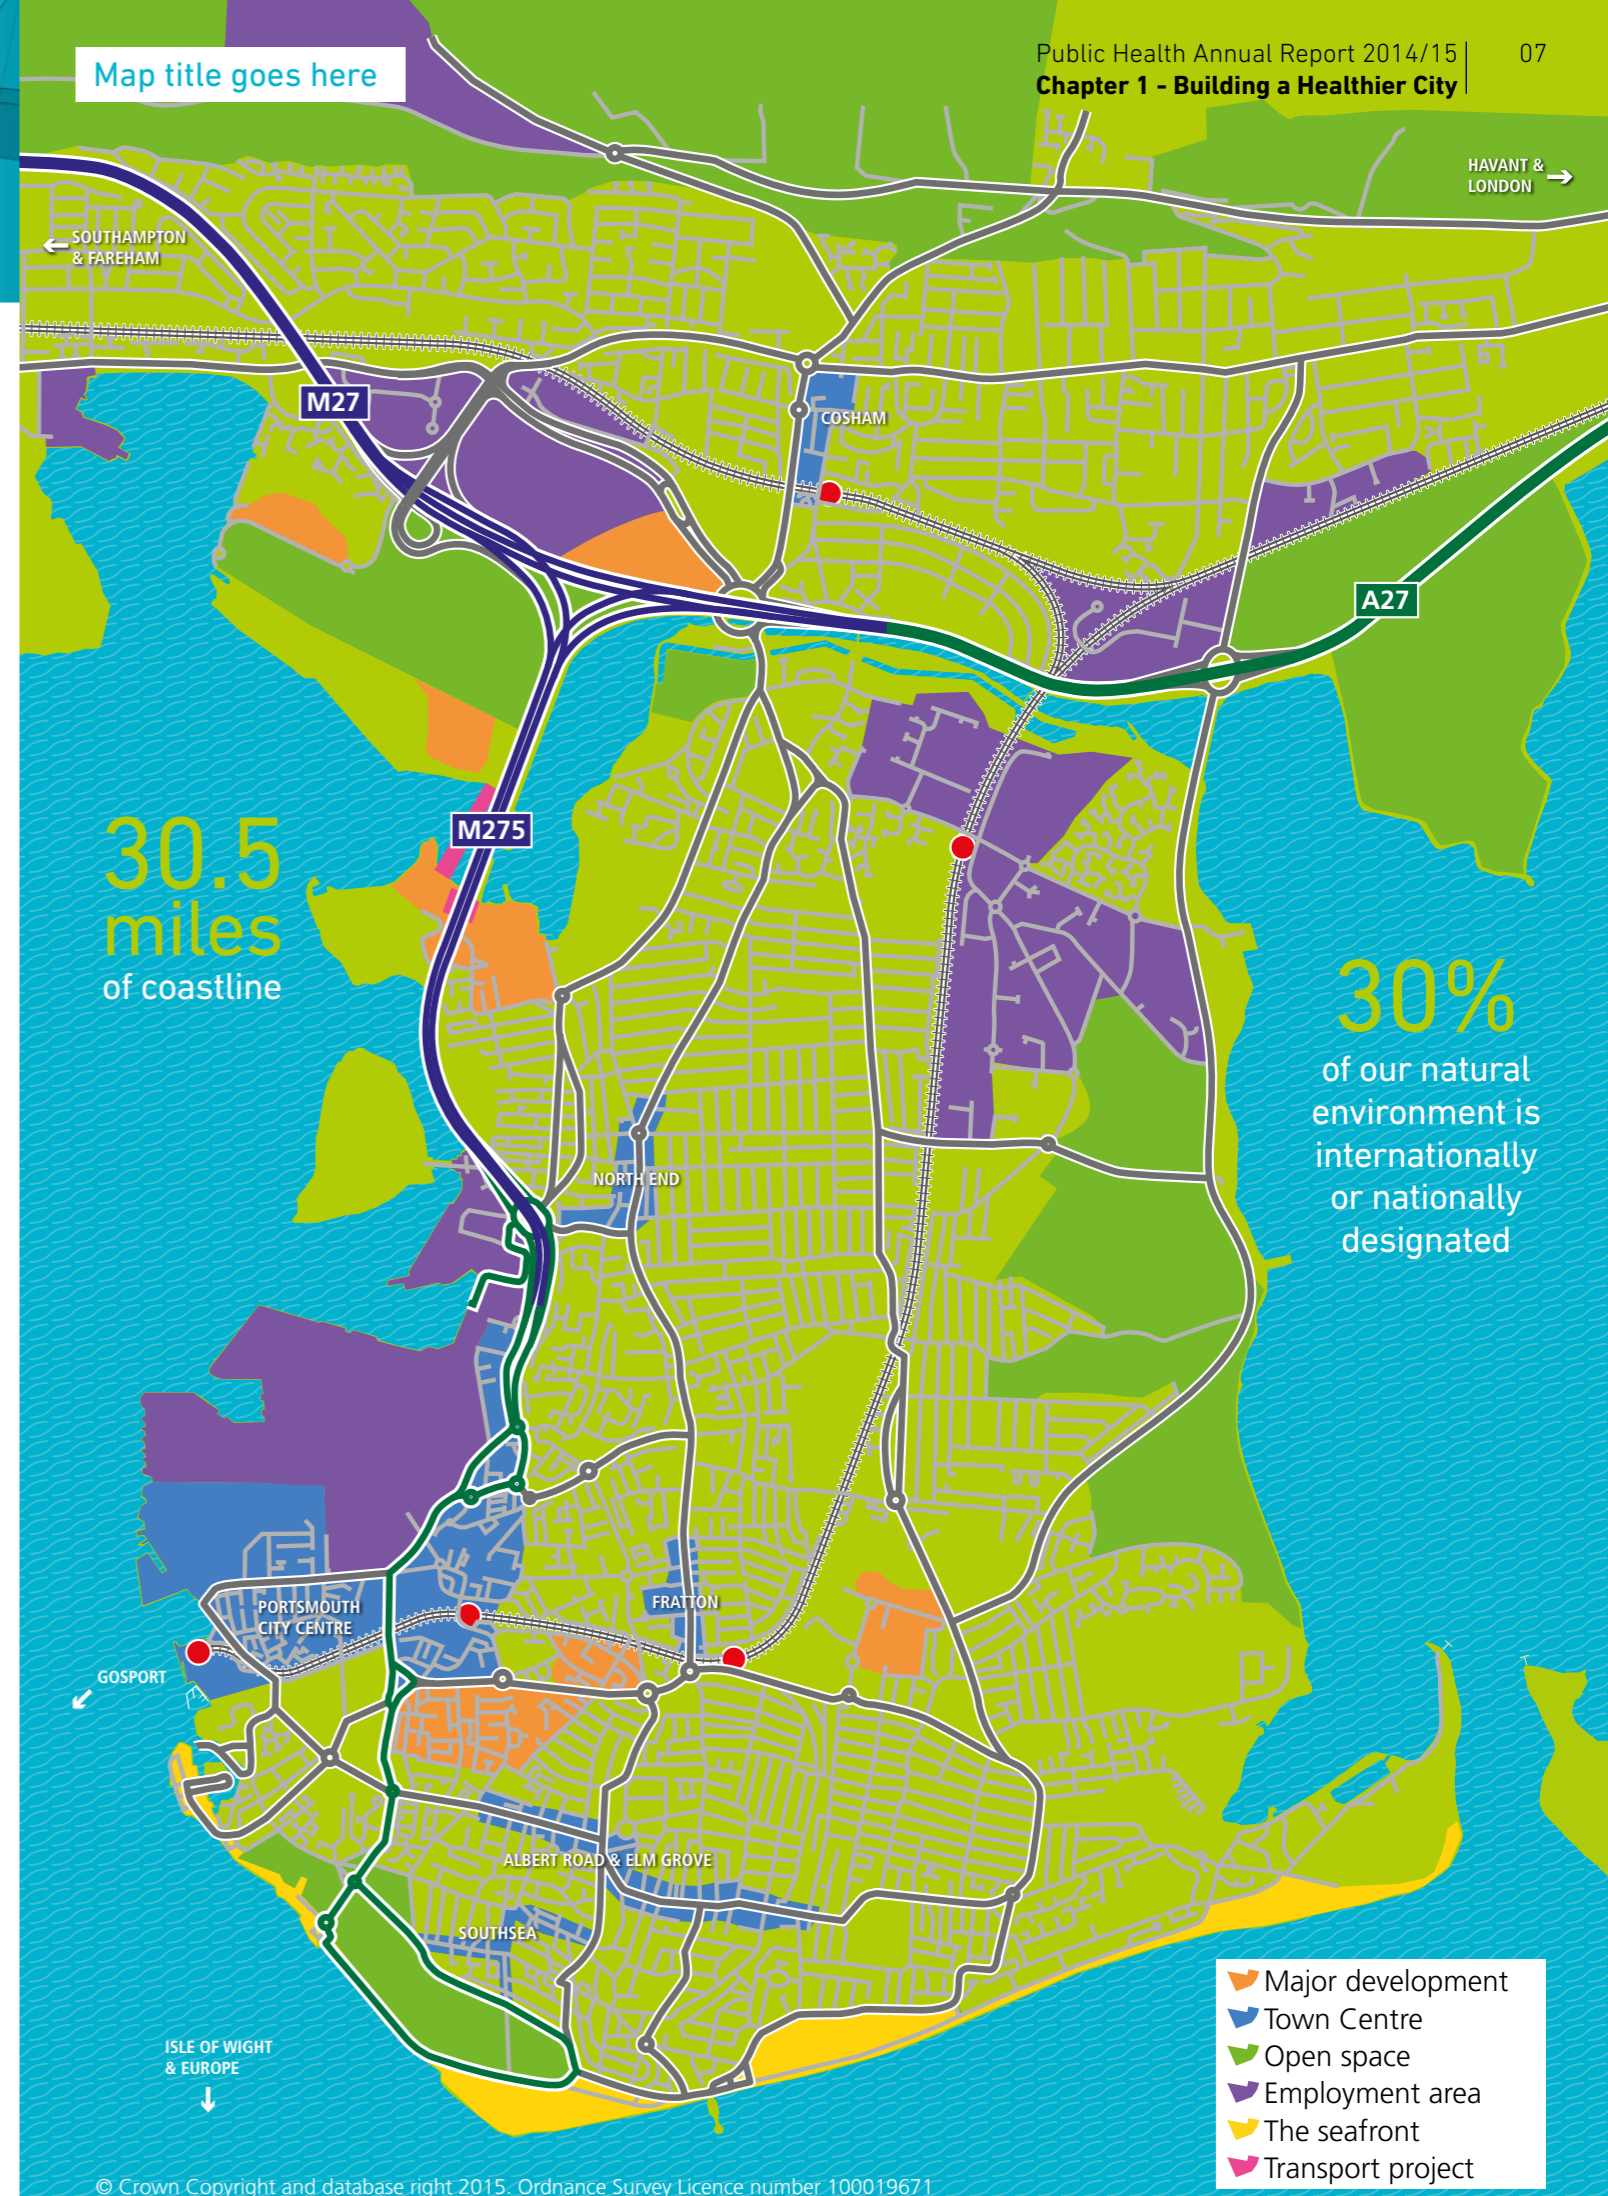 Public Health Annual Report 2014/15
07
Chapter 1 - Building a Healthier City
Map title goes here
HAVANT &
LONDON
SOUTHAMPTON
& FAREHAM
M27
COSHAM
A27
M275
30.5
miles
of coastline
30%
of our natural
environment is
internationally
or nationally
designated
NORTH END
PORTSMOUTH
CITY CENTRE
FRATTON
GOSPORT
ALBERT ROAD & ELM GROVE
SOUTHSEA
ISLE OF WIGHT
& EUROPE
Major development
Town Centre
Open space
Employment area
The seafront
Transport project
© Crown Copyright and database right 2015. Ordnance Survey Licence number 100019671